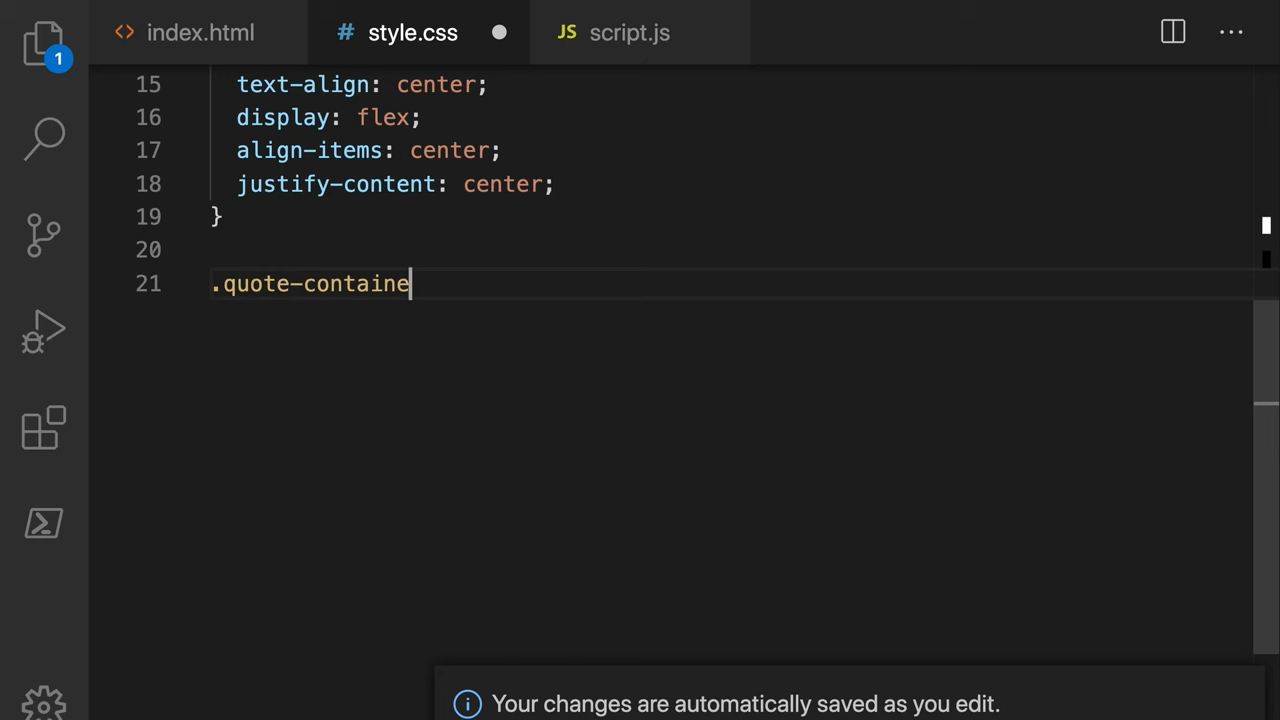 index.html
# style.css
JS script.js
1
15 text-align: center;
16 display: flex;
17 align-items: center;
18 justify-content: center;
19 }
20
21 .quote-containe
Your changes are automatically saved as you edit.